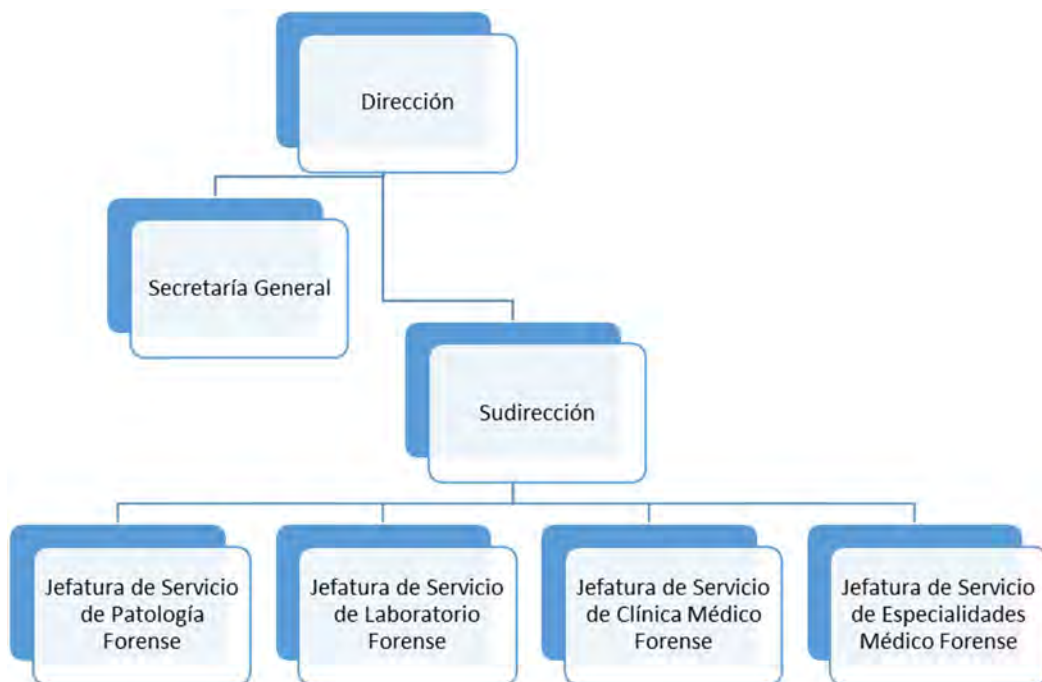 Dirección
Secretaría General
Sudirección
Jefatura de Servicio
de Patología
Forense
Jefatura de Servicio
de Laboratorio
Forense
Jefatura de Servicio
de Clínica Médico
Forense
Jefatura de Servicio
de Especialidades
Médico Forense